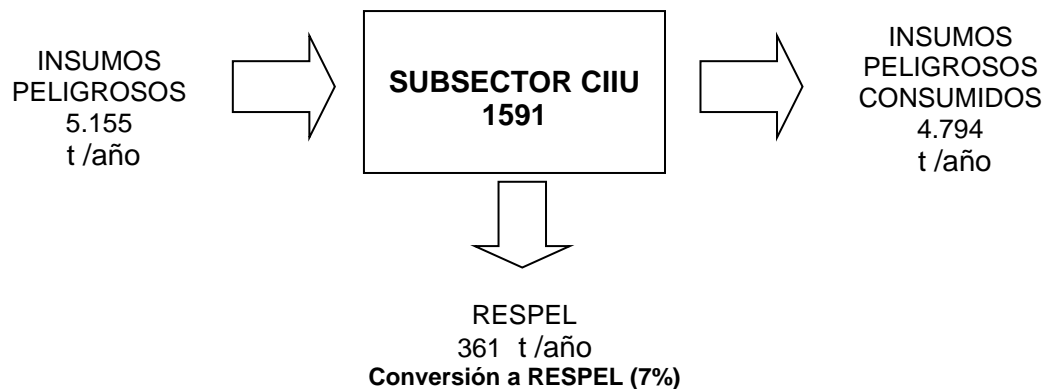 INSUMOS
PELIGROSOS
5.155
t /año
SUBSECTOR CIIU
1591
INSUMOS
PELIGROSOS
CONSUMIDOS
4.794
t /año
RESPEL
361 t /año
Conversión a RESPEL (7%)